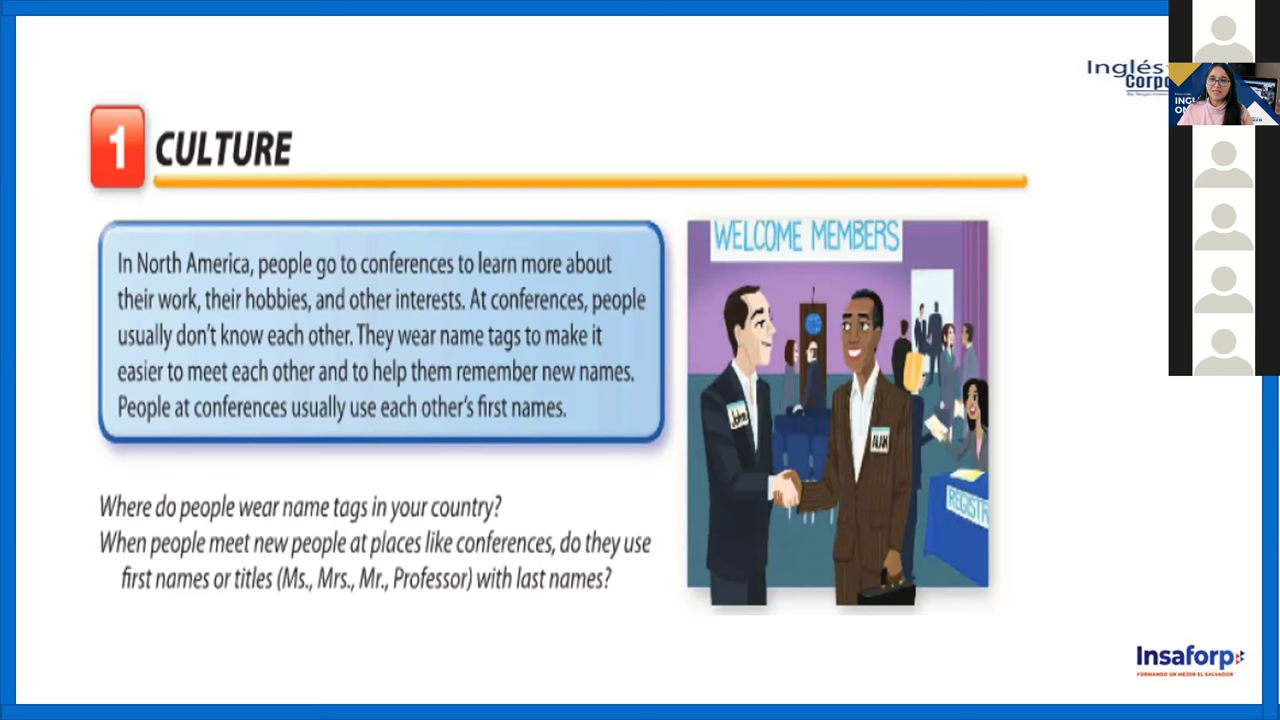 Inglés
Corpo
1 CULTURE
In North America, people go to conferences to learn more about
their work, their hobbies, and other interests. At conferences, people
usually don't know each other. They wear name tags to make it
easier to meet each other and to help them remember new names.
People at conferences usually use each other's first names.
Where do people wear name tags in your country?
When people meet new people at places like conferences, do they use
first names or titles (Ms., Mrs., Mr., Professor) with last names?
WELCOME MEMBERS
John
ALAN
REGISTR
Insaforp
FORMANDO UN MEJOR EL SALVADOR
INGL
ON